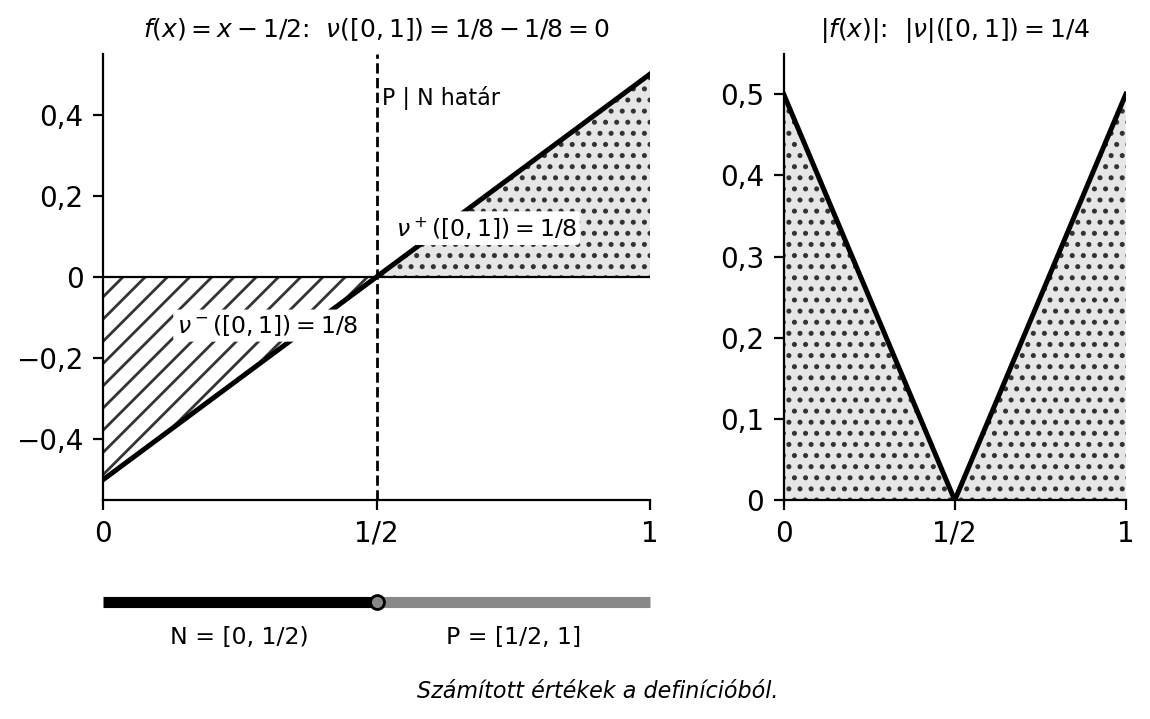 f(x) = x − 1/2: ν([0, 1]) = 1/8 − 1/8 = 0
|f(x)|: |ν|([0, 1]) = 1/4
P | N határ
0,4
0,2
0
−0,2
−0,4
ν⁺([0, 1]) = 1/8
ν⁻([0, 1]) = 1/8
0 1/2 1
0,5
0,4
0,3
0,2
0,1
0
0 1/2 1
N = [0, 1/2) P = [1/2, 1]
Számított értékek a definícióból.